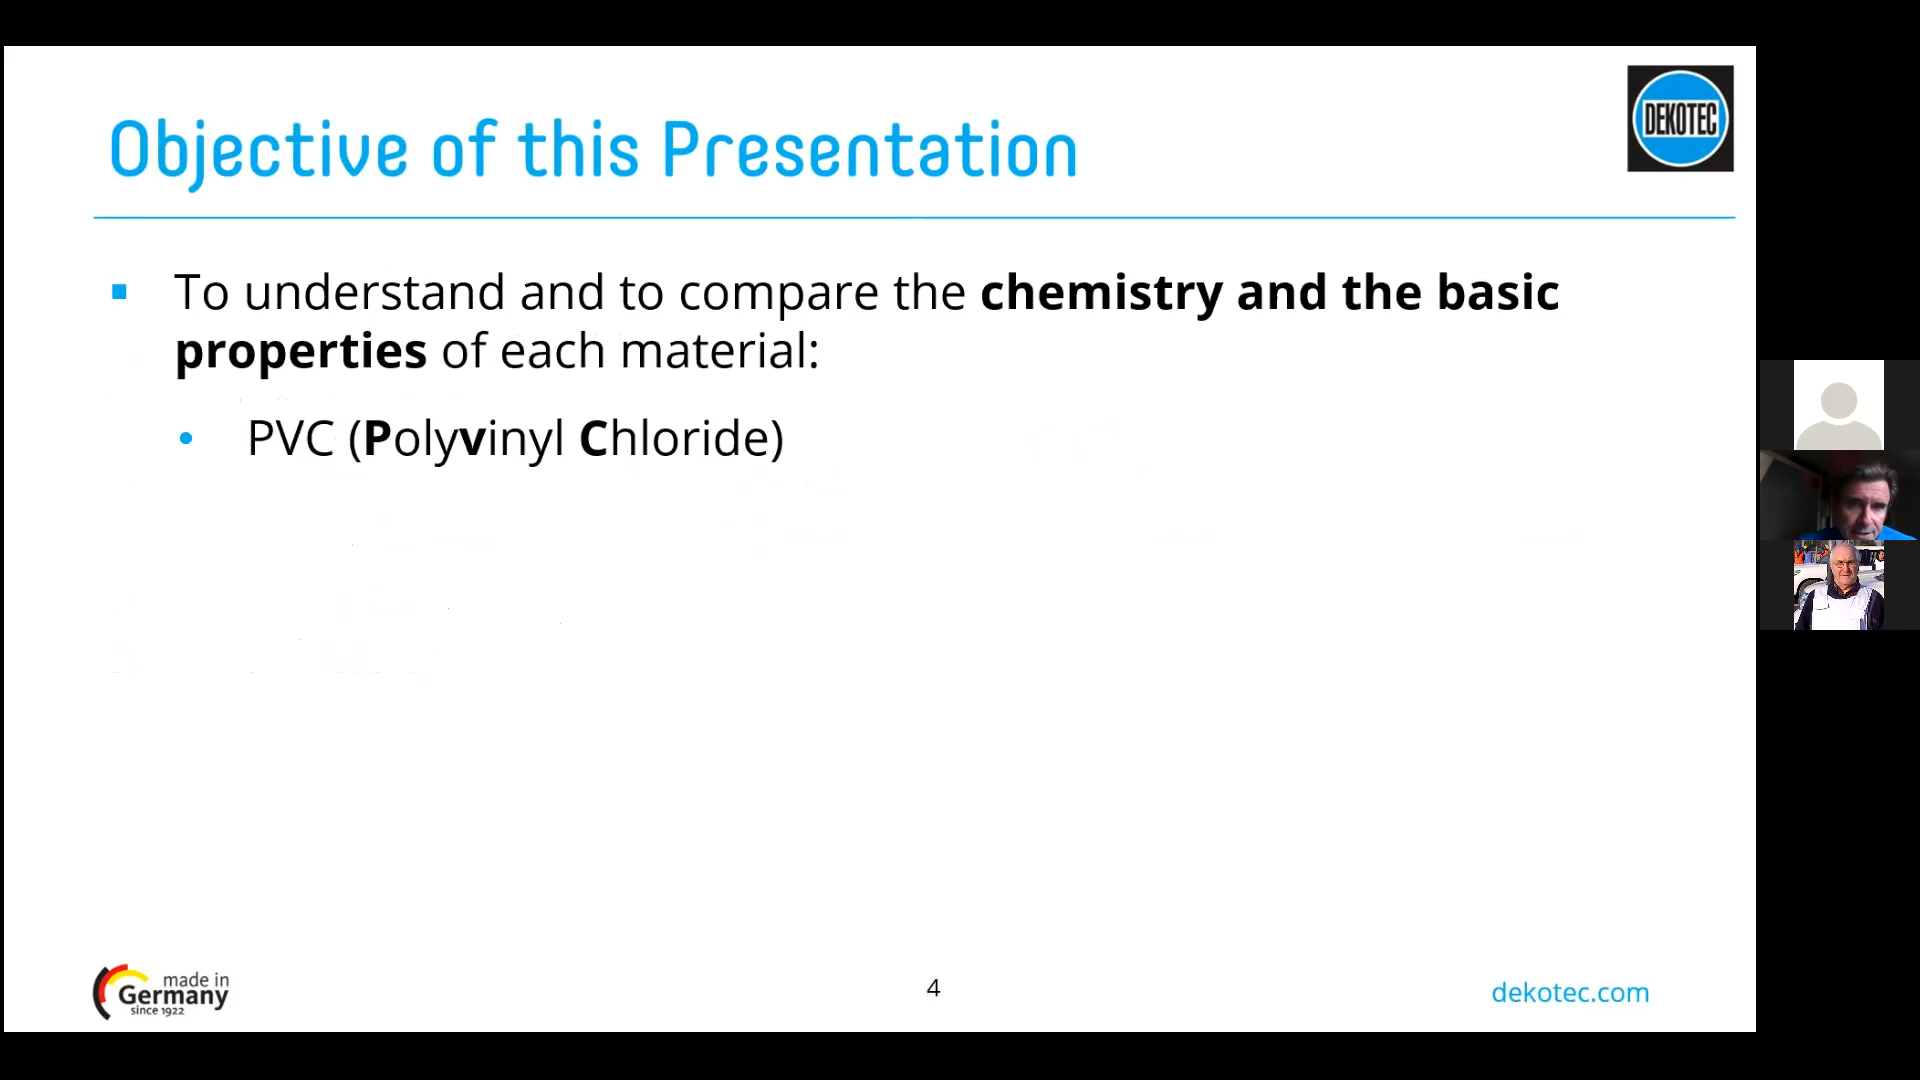 Objective of this Presentation
DEKOTEC
To understand and to compare the chemistry and the basic
properties of each material:
PVC (Polyvinyl Chloride)
made in
Germany
since 1922
4
dekotec.com